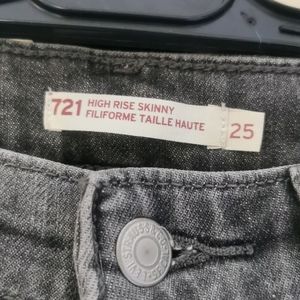 721 HIGH RISE SKINNY
FILIFORME TAILLE HAUTE
25